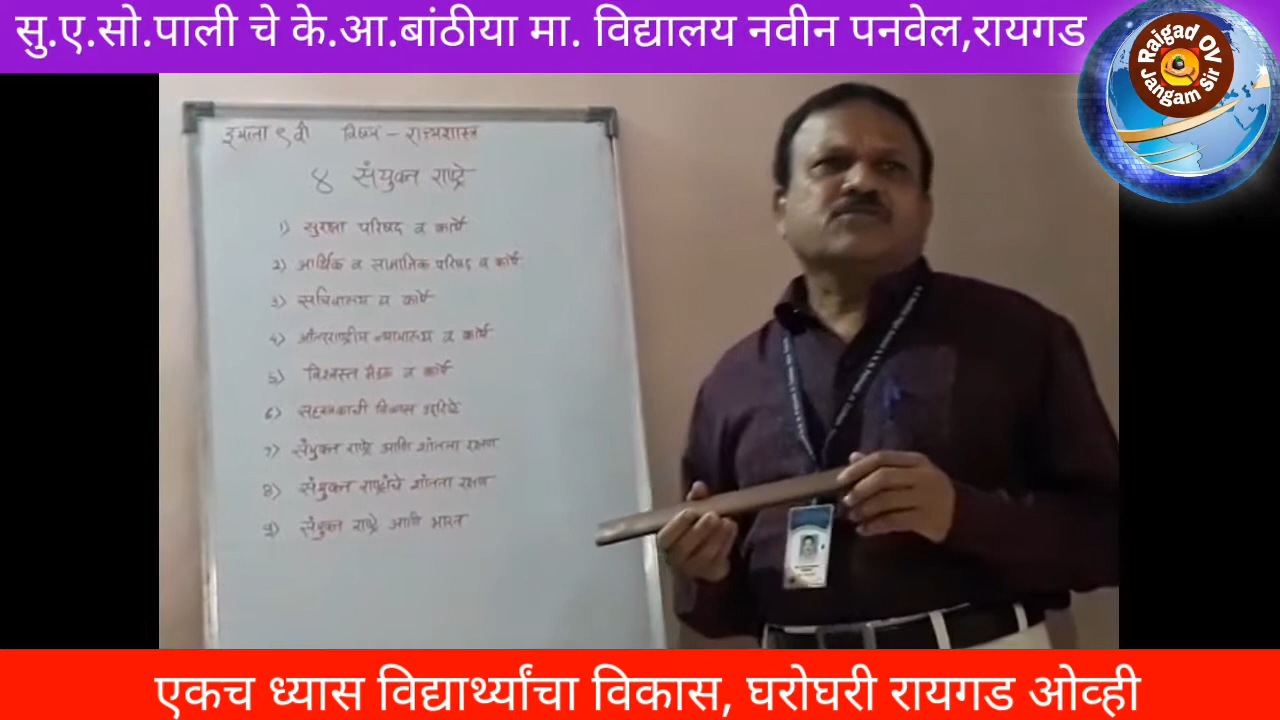 सु.ए.सो.पाली चे के.आ.बांठीया मा. विद्यालय नवीन पनवेल,रायगड
Raigad OV
Jangam Sir
इयत्ता ९ वी विषय - राज्यशास्त्र
४ संयुक्त राष्ट्रे
1) सुरक्षा परिषद व कार्ये
2) आर्थिक व सामाजिक परिषद व कार्ये
3) सचिवालय व कार्ये
4) आंतरराष्ट्रीय न्यायालय व कार्ये
5) विश्वस्त मंडळ व कार्ये
6) सहस्त्रकाची विकास उद्दिष्टे
7) संयुक्त राष्ट्रे आणि शांतता रक्षण
8) संयुक्त राष्ट्रांचे शांतता रक्षण
9) संयुक्त राष्ट्रे आणि भारत
एकच ध्यास विद्यार्थ्यांचा विकास, घरोघरी रायगड ओव्ही